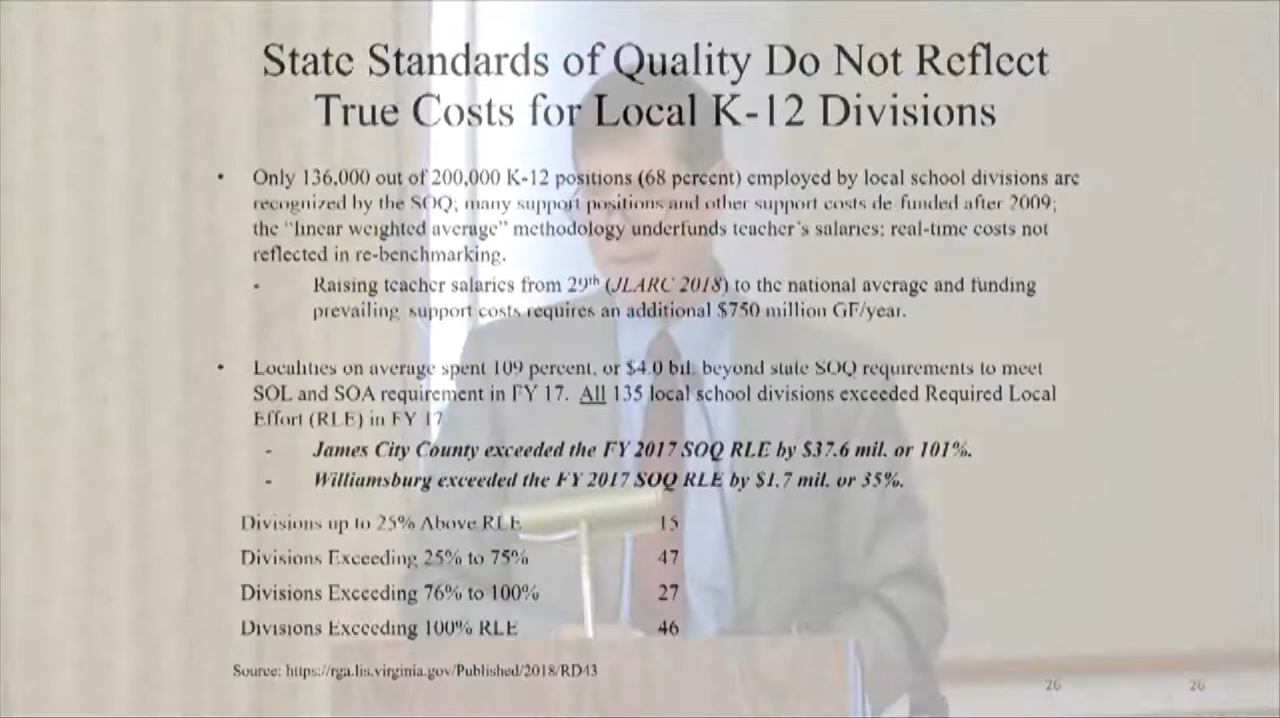 State Standards of Quality Do Not Reflect
True Costs for Local K-12 Divisions
• Only 136,000 out of 200,000 K-12 positions (68 percent) employed by local school divisions are
recognized by the SOQ; many support positions and other support costs de-funded after 2009;
the "linear weighted average" methodology underfunds teacher's salaries; real-time costs not
reflected in re-benchmarking.
- Raising teacher salaries from 29th (JLARC 2018) to the national average and funding
prevailing support costs requires an additional $750 million GF/year.
• Localities on average spent 109 percent, or $4.0 bil. beyond state SOQ requirements to meet
SOL and SOA requirement in FY 17. All 135 local school divisions exceeded Required Local
Effort (RLE) in FY 17
- James City County exceeded the FY 2017 SOQ RLE by $37.6 mil. or 101%.
- Williamsburg exceeded the FY 2017 SOQ RLE by $1.7 mil. or 35%.
Divisions up to 25% Above RLE 15
Divisions Exceeding 25% to 75% 47
Divisions Exceeding 76% to 100% 27
Divisions Exceeding 100% RLE 46
Source: https://rga.lis.virginia.gov/Published/2018/RD43
26 26